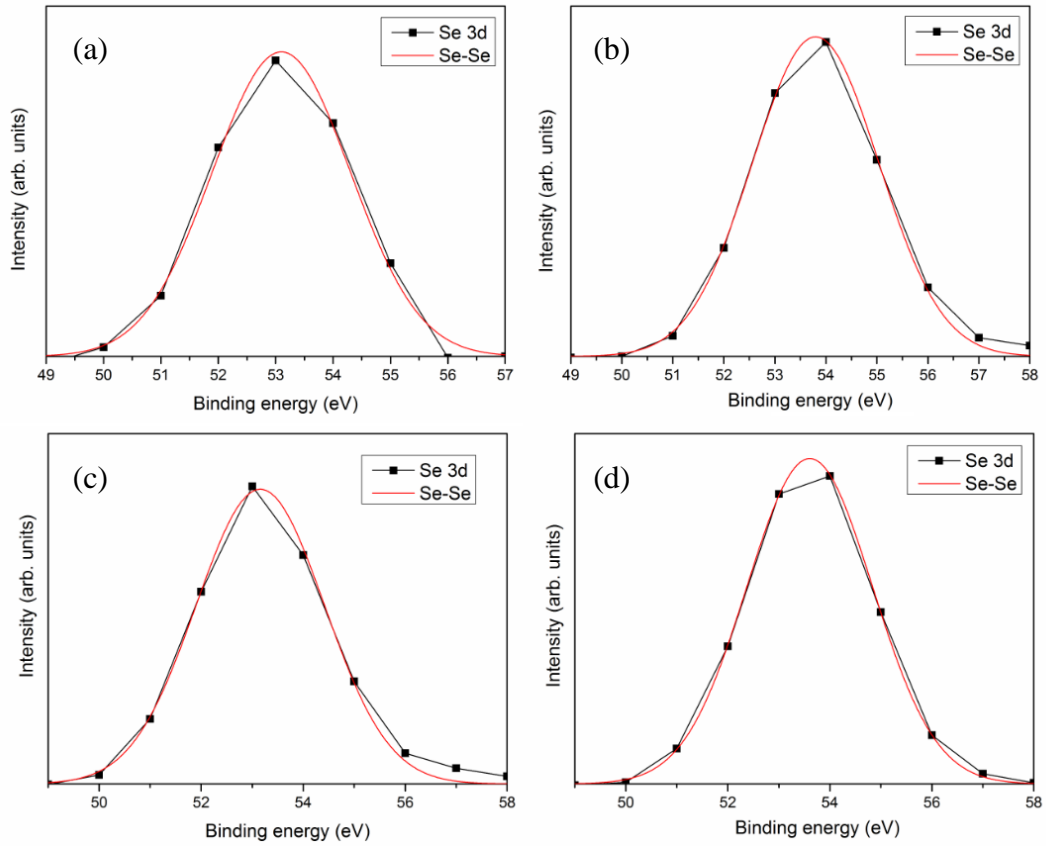 (a)
Se 3d
Se-Se
Intensity (arb. units)
49 50 51 52 53 54 55 56 57
Binding energy (eV)
(b)
Se 3d
Se-Se
Intensity (arb. units)
49 50 51 52 53 54 55 56 57 58
Binding energy (eV)
(c)
Se 3d
Se-Se
Intensity (arb. units)
50 52 54 56 58
Binding energy (eV)
(d)
Se 3d
Se-Se
Intensity (arb. units)
50 52 54 56 58
Binding energy (eV)